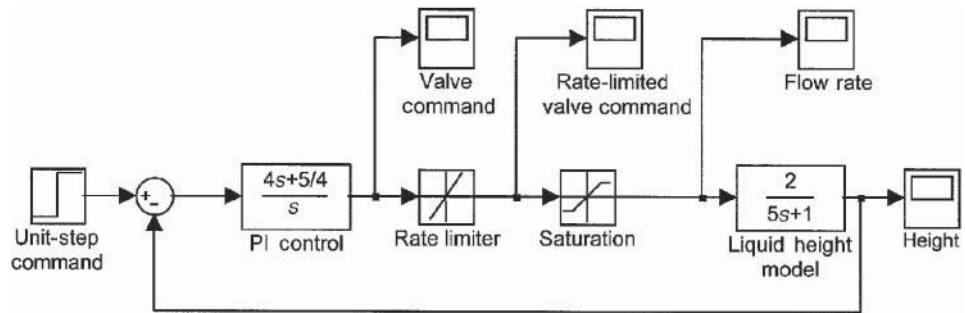 Valve
command
Rate-limited
valve command
Flow rate
+
−
4s+5/4
s
2
5s+1
Unit-step
command
PI control
Rate limiter
Saturation
Liquid height
model
Height